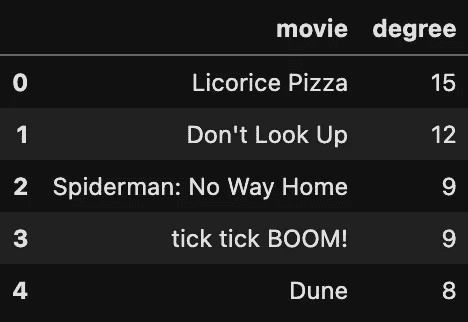 movie degree
0 Licorice Pizza 15
1 Don't Look Up 12
2 Spiderman: No Way Home 9
3 tick tick BOOM! 9
4 Dune 8